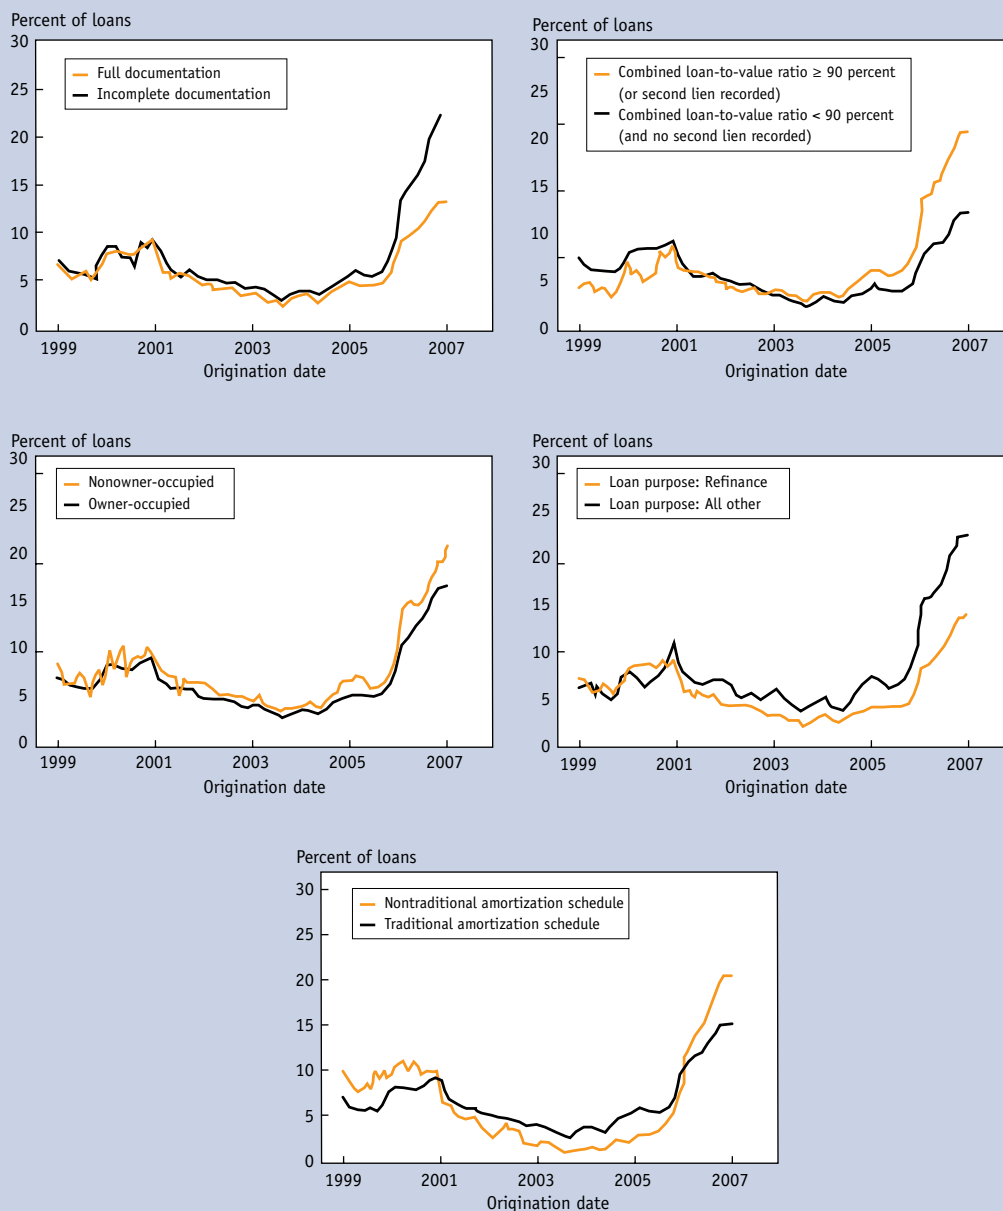 Percent of loans
30
25
20
15
10
5
0
Full documentation
Incomplete documentation
1999 2001 2003 2005 2007
Origination date
Percent of loans
30
25
20
15
10
5
0
Combined loan-to-value ratio ≥ 90 percent
(or second lien recorded)
Combined loan-to-value ratio < 90 percent
(and no second lien recorded)
1999 2001 2003 2005 2007
Origination date
Percent of loans
30
25
20
15
10
5
0
Nonowner-occupied
Owner-occupied
1999 2001 2003 2005 2007
Origination date
Percent of loans
30
25
20
15
10
5
0
Loan purpose: Refinance
Loan purpose: All other
1999 2001 2003 2005 2007
Origination date
Percent of loans
30
25
20
15
10
5
0
Nontraditional amortization schedule
Traditional amortization schedule
1999 2001 2003 2005 2007
Origination date